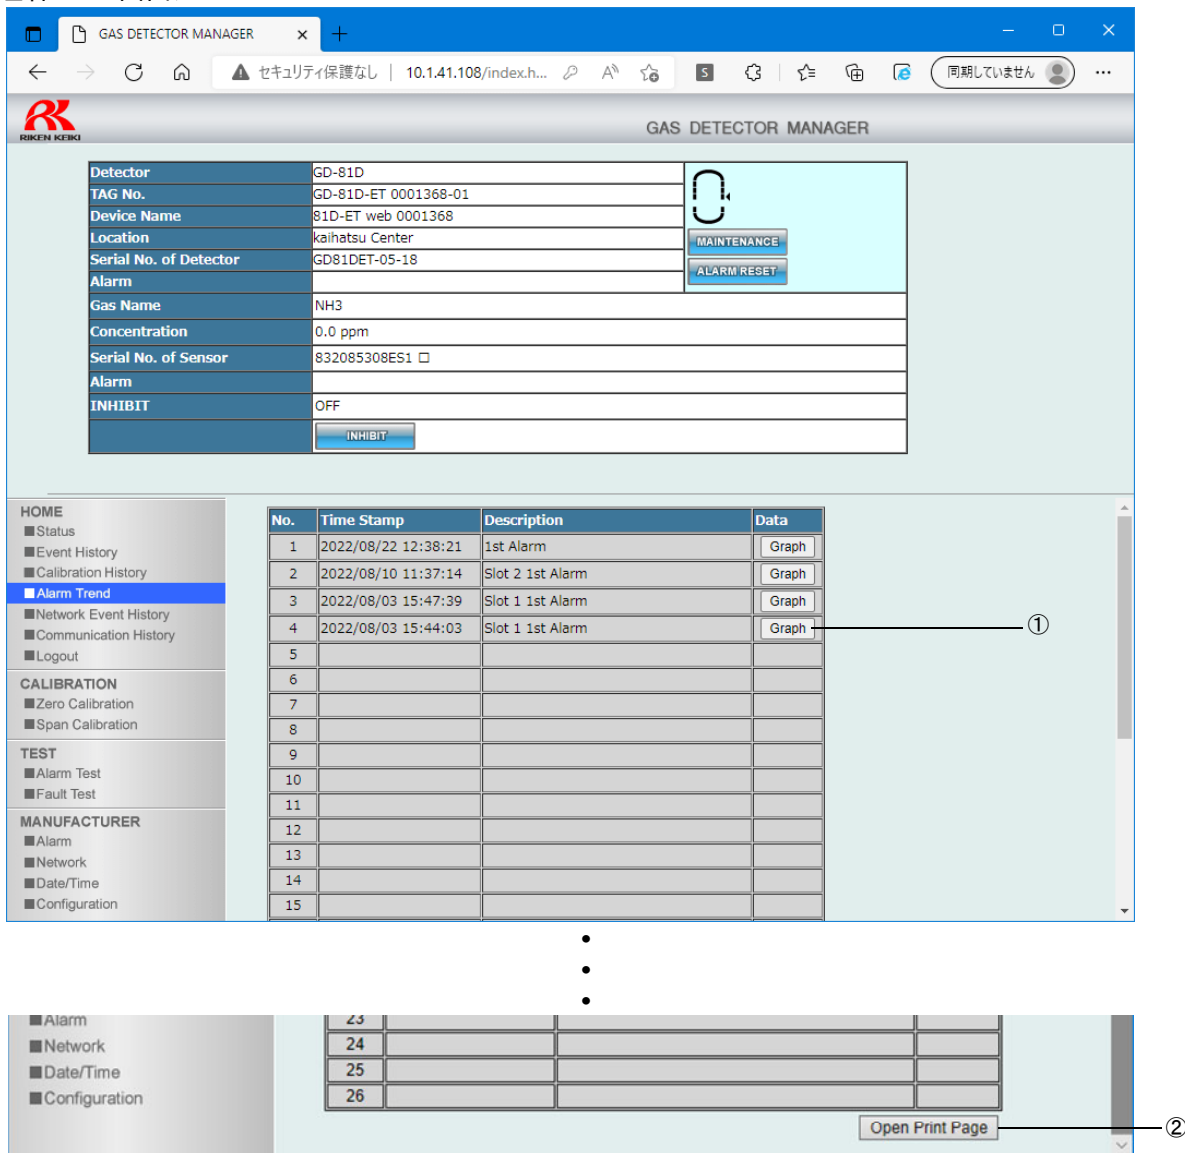 GAS DETECTOR MANAGER
セキュリティ保護なし | 10.1.41.108/index.h...
A
S
同期していません
RIKEN KEIKI
GAS DETECTOR MANAGER
Detector GD-81D
TAG No. GD-81D-ET 0001368-01
Device Name 81D-ET web 0001368
Location kaihatsu Center
Serial No. of Detector GD81DET-05-18
Alarm
MAINTENANCE
ALARM RESET
Gas Name NH3
Concentration 0.0 ppm
Serial No. of Sensor 832085308ES1 □
Alarm
INHIBIT OFF
INHIBIT
HOME
■Status
■Event History
■Calibration History
■Alarm Trend
■Network Event History
■Communication History
■Logout
CALIBRATION
■Zero Calibration
■Span Calibration
TEST
■Alarm Test
■Fault Test
MANUFACTURER
■Alarm
■Network
■Date/Time
■Configuration
No. Time Stamp Description Data
1 2022/08/22 12:38:21 1st Alarm Graph
2 2022/08/10 11:37:14 Slot 2 1st Alarm Graph
3 2022/08/03 15:47:39 Slot 1 1st Alarm Graph
4 2022/08/03 15:44:03 Slot 1 1st Alarm Graph ①
5
6
7
8
9
10
11
12
13
14
15
■Alarm
■Network
■Date/Time
■Configuration
23
24
25
26
Open Print Page ②